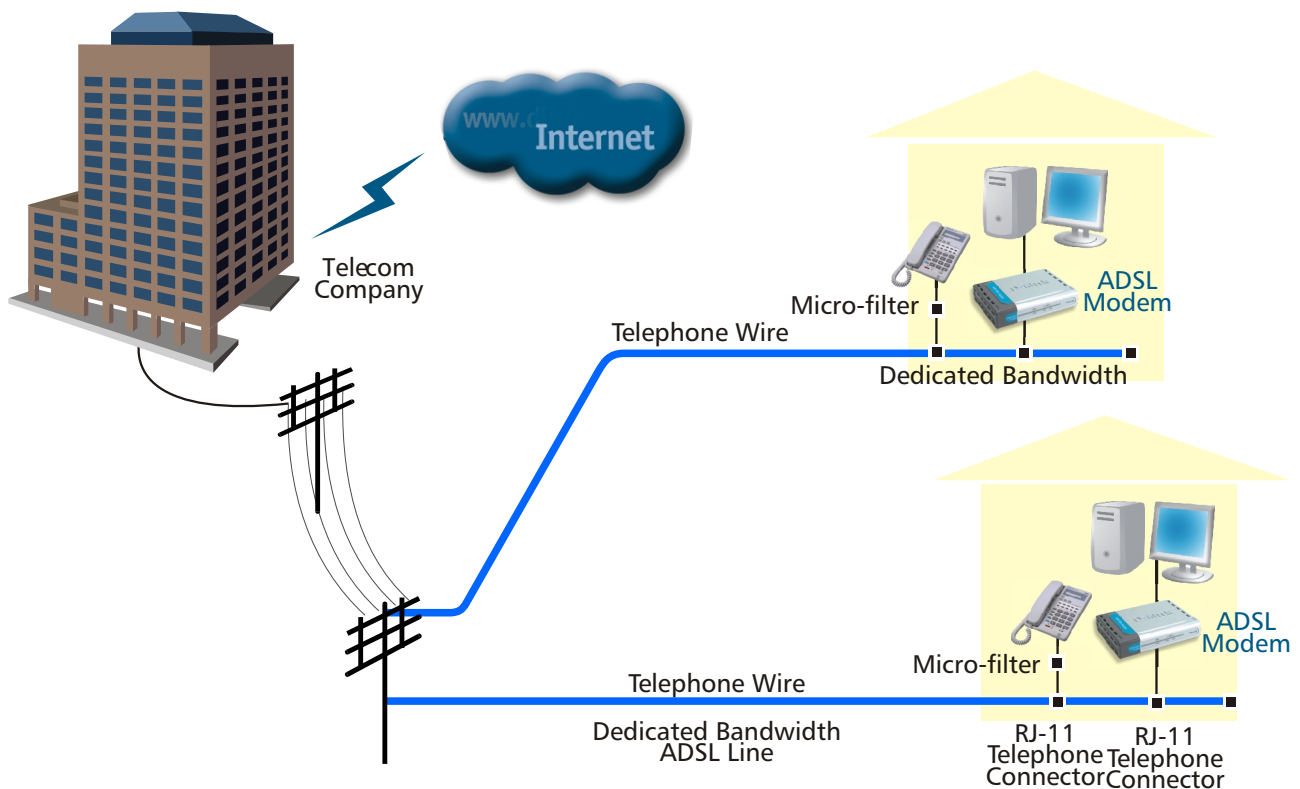 www.d
Internet
Telecom
Company
Micro-filter
ADSL
Modem
Telephone Wire
Dedicated Bandwidth
ADSL
Modem
Micro-filter
Telephone Wire
Dedicated Bandwidth
ADSL Line
RJ-11
Telephone
Connector
RJ-11
Telephone
Connector